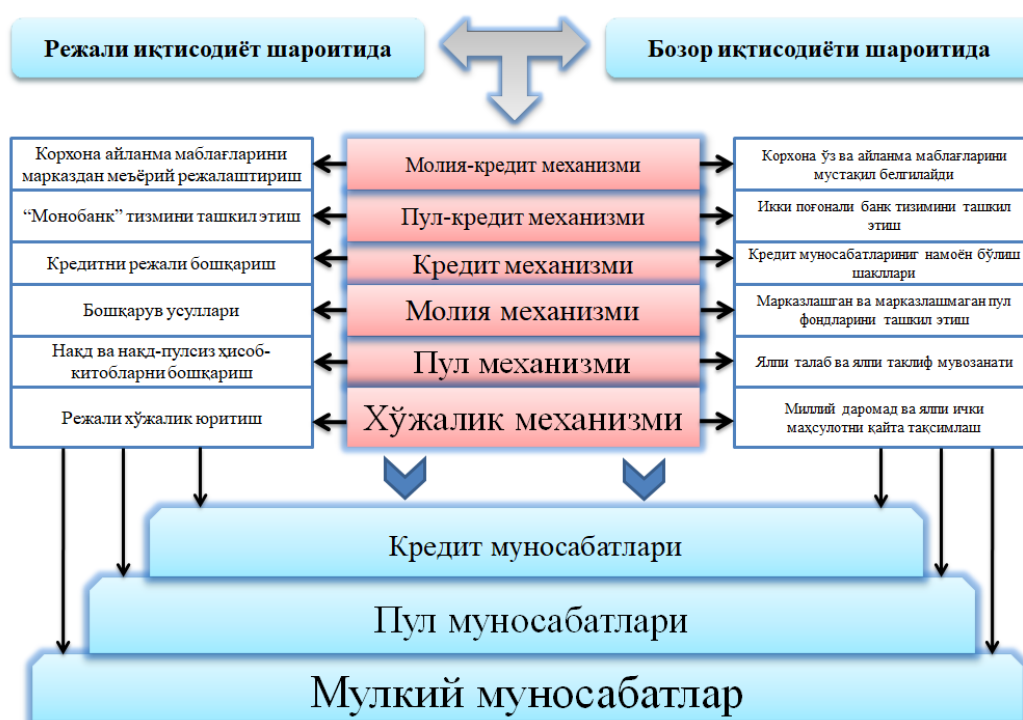 Режали иқтисодиёт шароитида
Бозор иқтисодиёти шароитида
Корхона айланма маблағларини
марказдан меъёрий режалаштириш
Молия-кредит механизми
Корхона ўз ва айланма маблағларини
мустақил белгилайди
“Монобанк” тизмини ташкил этиш
Пул-кредит механизми
Икки поғонали банк тизимини ташкил
этиш
Кредитни режали бошқариш
Кредит механизми
Кредит муносабатларининг намоён бўлиш
шакллари
Бошқарув усуллари
Молия механизми
Марказлашган ва марказлашмаган пул
фондларини ташкил этиш
Нақд ва нақд-пулсиз ҳисоб-
китобларни бошқариш
Пул механизми
Ялпи талаб ва ялпи таклиф мувозанати
Режали хўжалик юритиш
Хўжалик механизми
Миллий даромад ва ялпи ички
маҳсулотни қайта тақсимлаш
Кредит муносабатлари
Пул муносабатлари
Мулкий муносабатлар